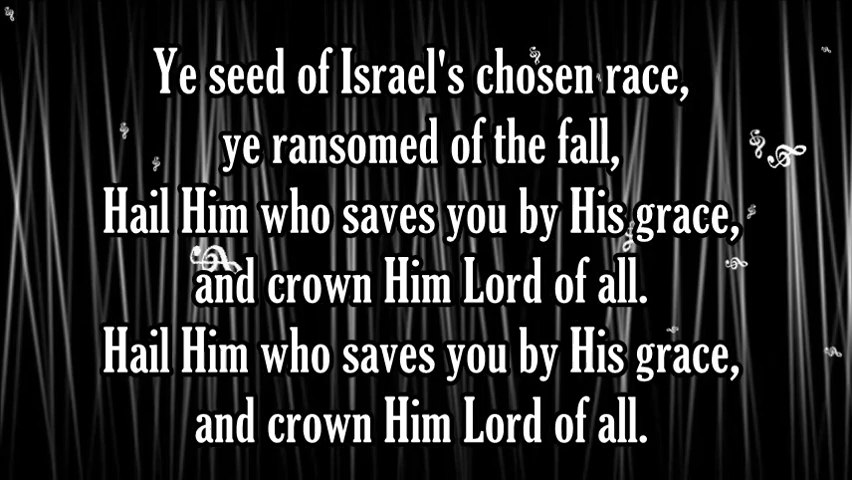 Ye seed of Israel's chosen race,
ye ransomed of the fall,
Hail Him who saves you by His grace,
and crown Him Lord of all.
Hail Him who saves you by His grace,
and crown Him Lord of all.